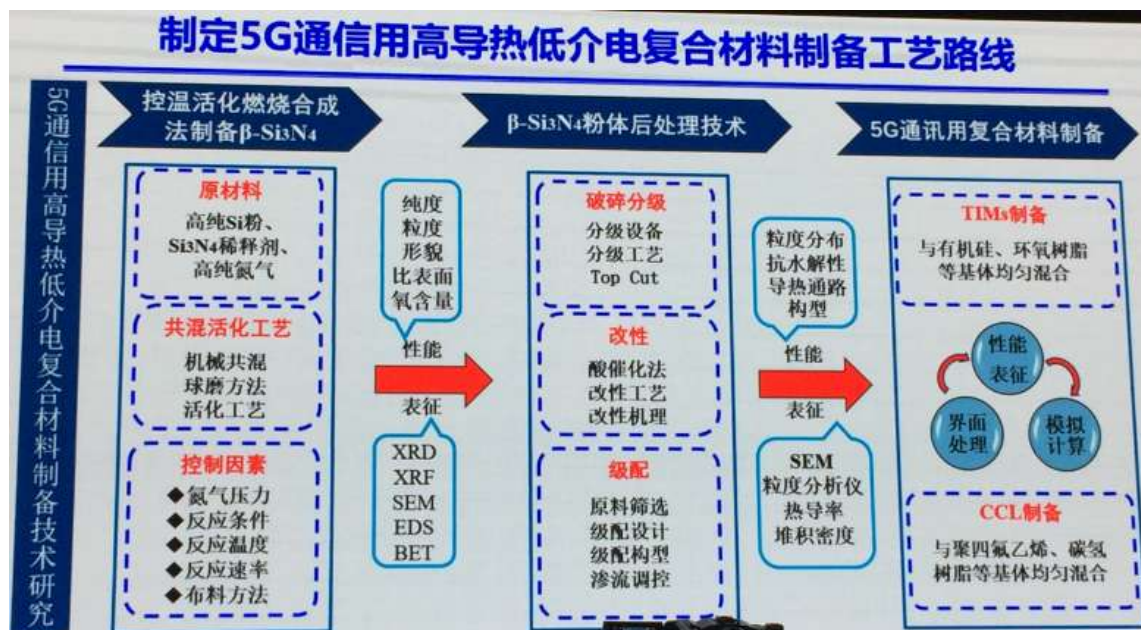 制定5G通信用高导热低介电复合材料制备工艺路线
5G通信用高导热低介电复合材料制备技术研究
控温活化燃烧合成
法制备β-Si3N4
原材料
高纯Si粉、
Si3N4稀释剂、
高纯氮气
共混活化工艺
机械共混
球磨方法
活化工艺
控制因素
◆氮气压力
◆反应条件
◆反应温度
◆反应速率
◆布料方法
纯度
粒度
形貌
比表面
氧含量
性能
表征
XRD
XRF
SEM
EDS
BET
β-Si3N4粉体后处理技术
破碎分级
分级设备
分级工艺
Top Cut
改性
酸催化法
改性工艺
改性机理
级配
原料筛选
级配设计
级配构型
渗流调控
粒度分布
抗水解性
导热通路
构型
性能
表征
SEM
粒度分析仪
热导率
堆积密度
5G通讯用复合材料制备
TIMs制备
与有机硅、环氧树脂
等基体均匀混合
性能
表征
界面
处理
模拟
计算
CCL制备
与聚四氟乙烯、碳氢
树脂等基体均匀混合